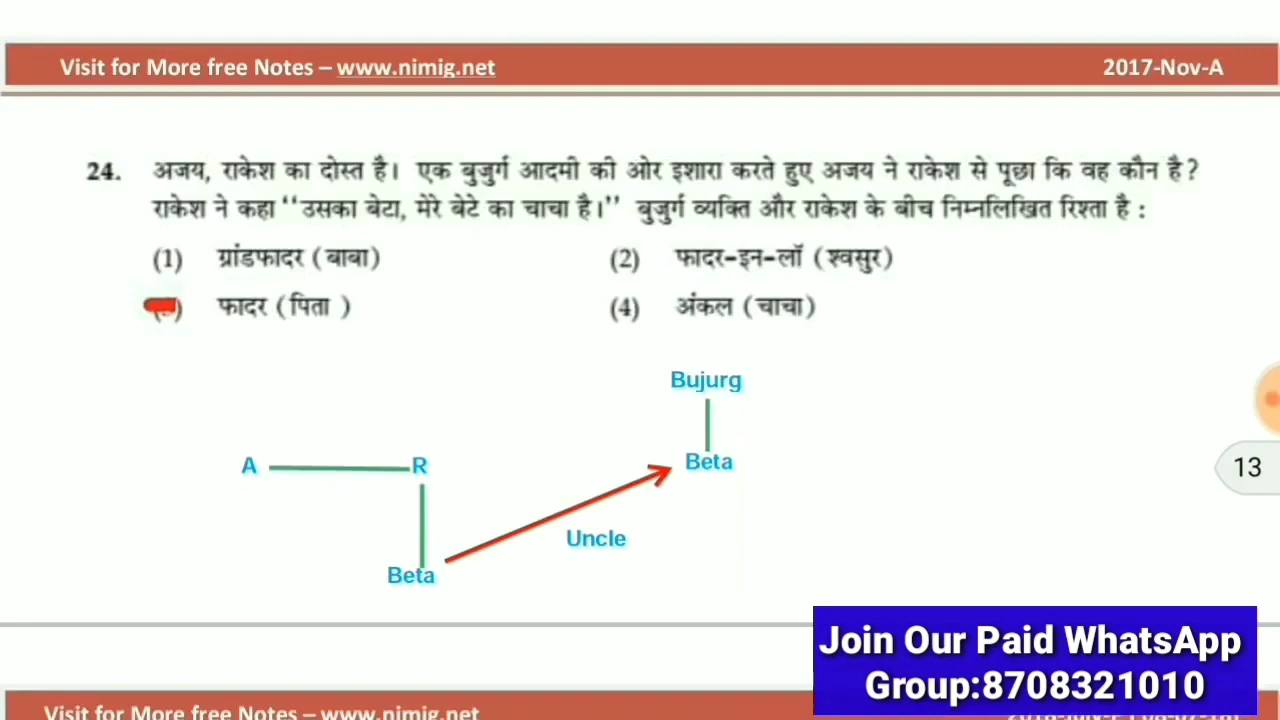 Visit for More free Notes – www.nimig.net 2017-Nov-A
24. अजय, राकेश का दोस्त है। एक बुजुर्ग आदमी की ओर इशारा करते हुए अजय ने राकेश से पूछा कि वह कौन है?
राकेश ने कहा "उसका बेटा, मेरे बेटे का चाचा है।" बुजुर्ग व्यक्ति और राकेश के बीच निम्नलिखित रिश्ता है :
(1) ग्रांडफादर (बाबा) (2) फादर-इन-लॉ (श्वसुर)
फादर (पिता ) (4) अंकल (चाचा)
Bujurg
A R Beta
13
Uncle
Beta
Join Our Paid WhatsApp
Group:8708321010
Visit for More free Notes – www.nimig.net